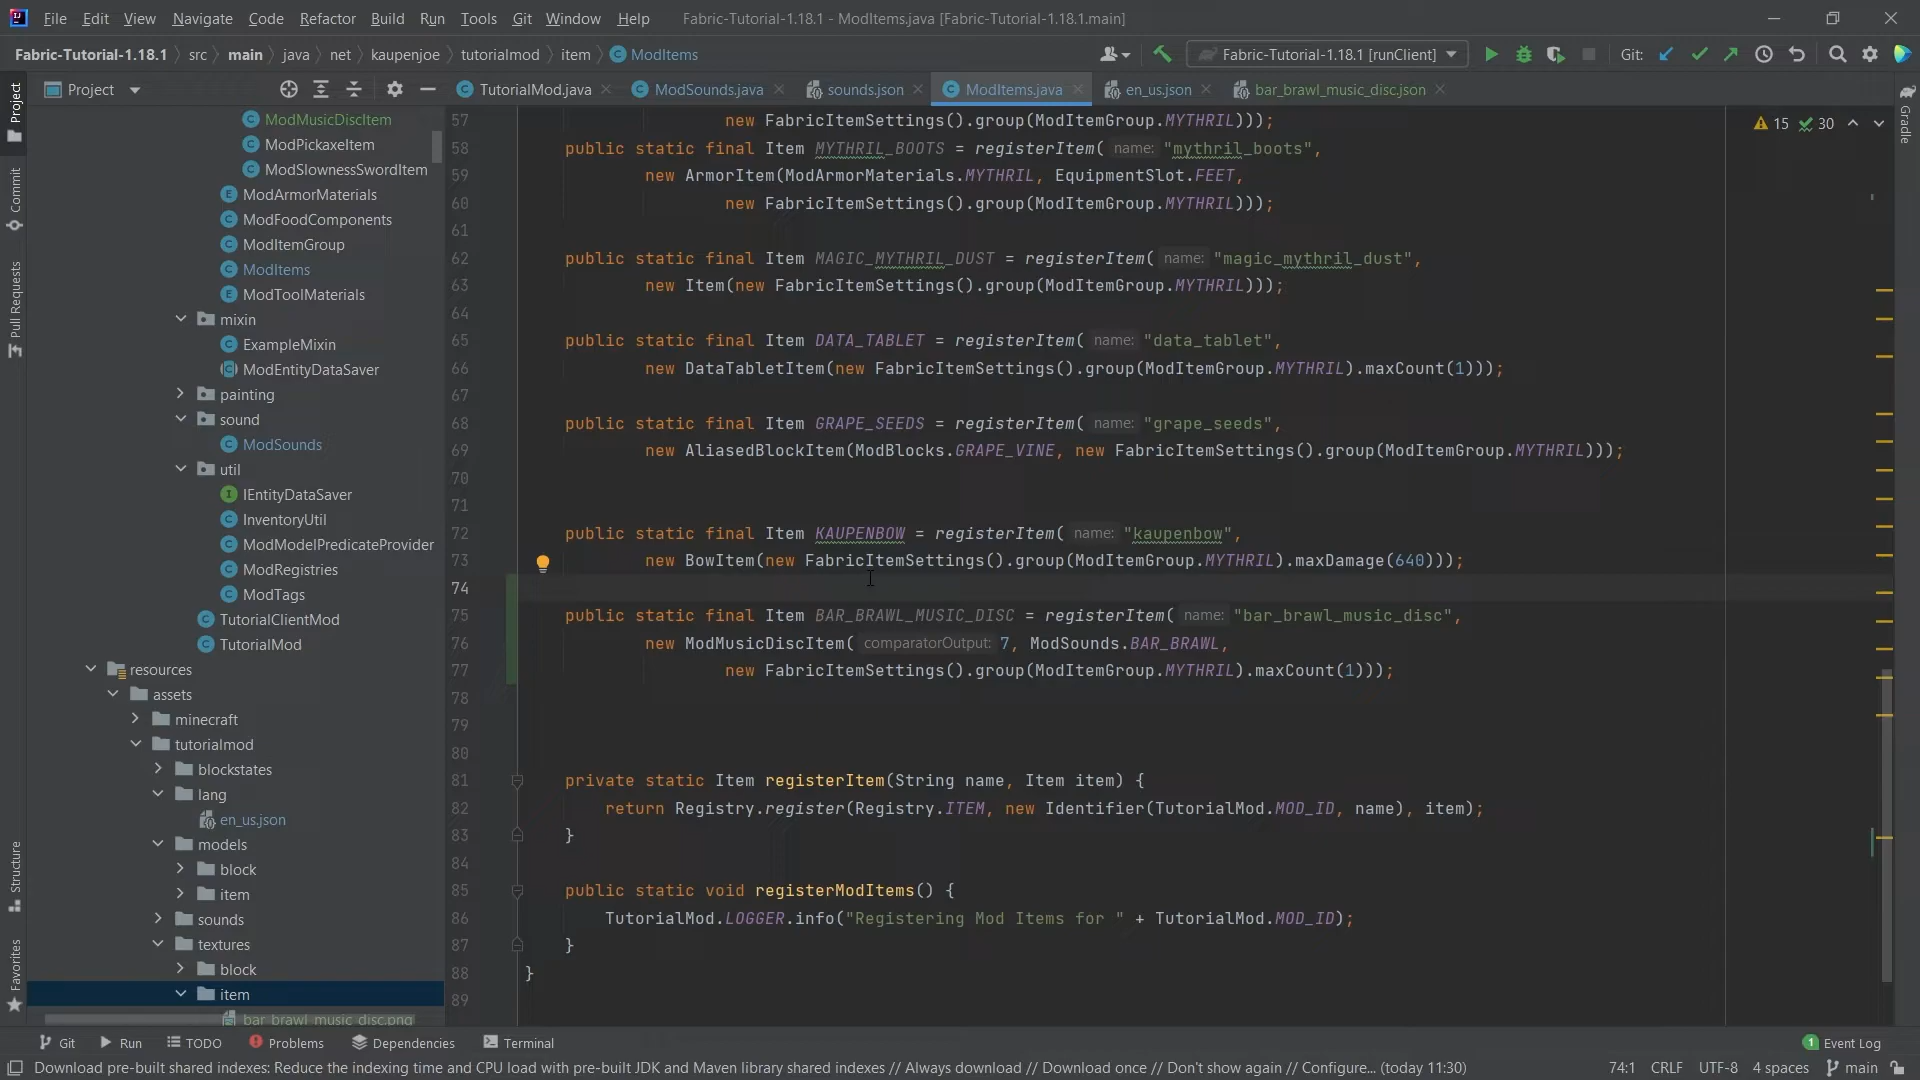 File Edit View Navigate Code Refactor Build Run Tools Git Window Help Fabric-Tutorial-1.18.1 - ModItems.java [Fabric-Tutorial-1.18.1.main]
Fabric-Tutorial-1.18.1 src main java net kaupenjoe tutorialmod item ModItems Fabric-Tutorial-1.18.1 [runClient] Git:
Project TutorialMod.java ModSounds.java sounds.json ModItems.java en_us.json bar_brawl_music_disc.json
Project
Commit
Pull Requests
Structure
Favorites
Gradle
ModMusicDiscItem
ModPickaxeItem
ModSlownessSwordItem
ModArmorMaterials
ModFoodComponents
ModItemGroup
ModItems
ModToolMaterials
mixin
ExampleMixin
ModEntityDataSaver
painting
sound
ModSounds
util
IEntityDataSaver
InventoryUtil
ModModelPredicateProvider
ModRegistries
ModTags
TutorialClientMod
TutorialMod
resources
assets
minecraft
tutorialmod
blockstates
lang
en_us.json
models
block
item
sounds
textures
block
item
bar_brawl_music_disc.png
15 30
57 new FabricItemSettings().group(ModItemGroup.MYTHRIL)));
58 public static final Item MYTHRIL_BOOTS = registerItem( name: "mythril_boots",
59 new ArmorItem(ModArmorMaterials.MYTHRIL, EquipmentSlot.FEET,
60 new FabricItemSettings().group(ModItemGroup.MYTHRIL)));
61
62 public static final Item MAGIC_MYTHRIL_DUST = registerItem( name: "magic_mythril_dust",
63 new Item(new FabricItemSettings().group(ModItemGroup.MYTHRIL)));
64
65 public static final Item DATA_TABLET = registerItem( name: "data_tablet",
66 new DataTabletItem(new FabricItemSettings().group(ModItemGroup.MYTHRIL).maxCount(1)));
67
68 public static final Item GRAPE_SEEDS = registerItem( name: "grape_seeds",
69 new AliasedBlockItem(ModBlocks.GRAPE_VINE, new FabricItemSettings().group(ModItemGroup.MYTHRIL)));
70
71
72 public static final Item KAUPENBOW = registerItem( name: "kaupenbow",
73 new BowItem(new FabricItemSettings().group(ModItemGroup.MYTHRIL).maxDamage(640)));
74
75 public static final Item BAR_BRAWL_MUSIC_DISC = registerItem( name: "bar_brawl_music_disc",
76 new ModMusicDiscItem( comparatorOutput: 7, ModSounds.BAR_BRAWL,
77 new FabricItemSettings().group(ModItemGroup.MYTHRIL).maxCount(1)));
78
79
80
81 private static Item registerItem(String name, Item item) {
82 return Registry.register(Registry.ITEM, new Identifier(TutorialMod.MOD_ID, name), item);
83 }
84
85 public static void registerModItems() {
86 TutorialMod.LOGGER.info("Registering Mod Items for " + TutorialMod.MOD_ID);
87 }
88 }
89
Git Run TODO Problems Dependencies Terminal 1 Event Log
Download pre-built shared indexes: Reduce the indexing time and CPU load with pre-built JDK and Maven library shared indexes // Always download // Download once // Don't show again // Configure... (today 11:30) 74:1 CRLF UTF-8 4 spaces main